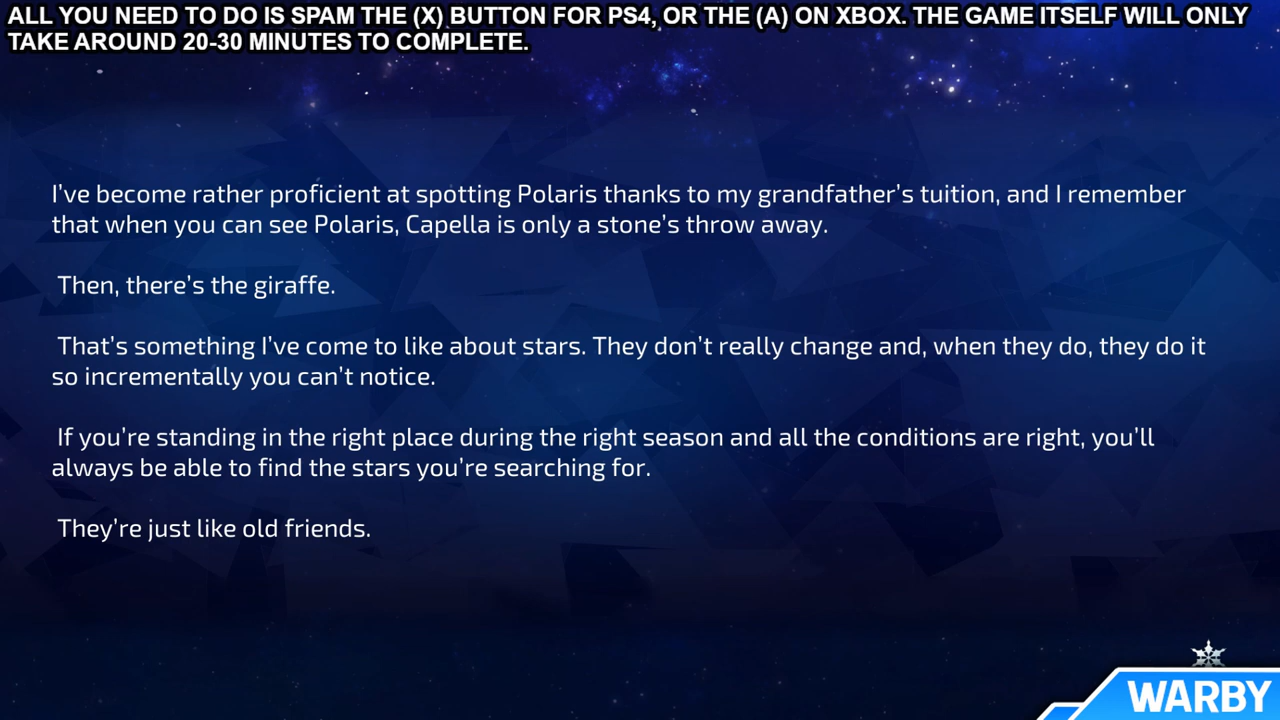 ALL YOU NEED TO DO IS SPAM THE (X) BUTTON FOR PS4, OR THE (A) ON XBOX. THE GAME ITSELF WILL ONLY
TAKE AROUND 20-30 MINUTES TO COMPLETE.
I've become rather proficient at spotting Polaris thanks to my grandfather's tuition, and I remember
that when you can see Polaris, Capella is only a stone's throw away.
Then, there's the giraffe.
That's something I've come to like about stars. They don't really change and, when they do, they do it
so incrementally you can't notice.
If you're standing in the right place during the right season and all the conditions are right, you'll
always be able to find the stars you're searching for.
They're just like old friends.
WARBY